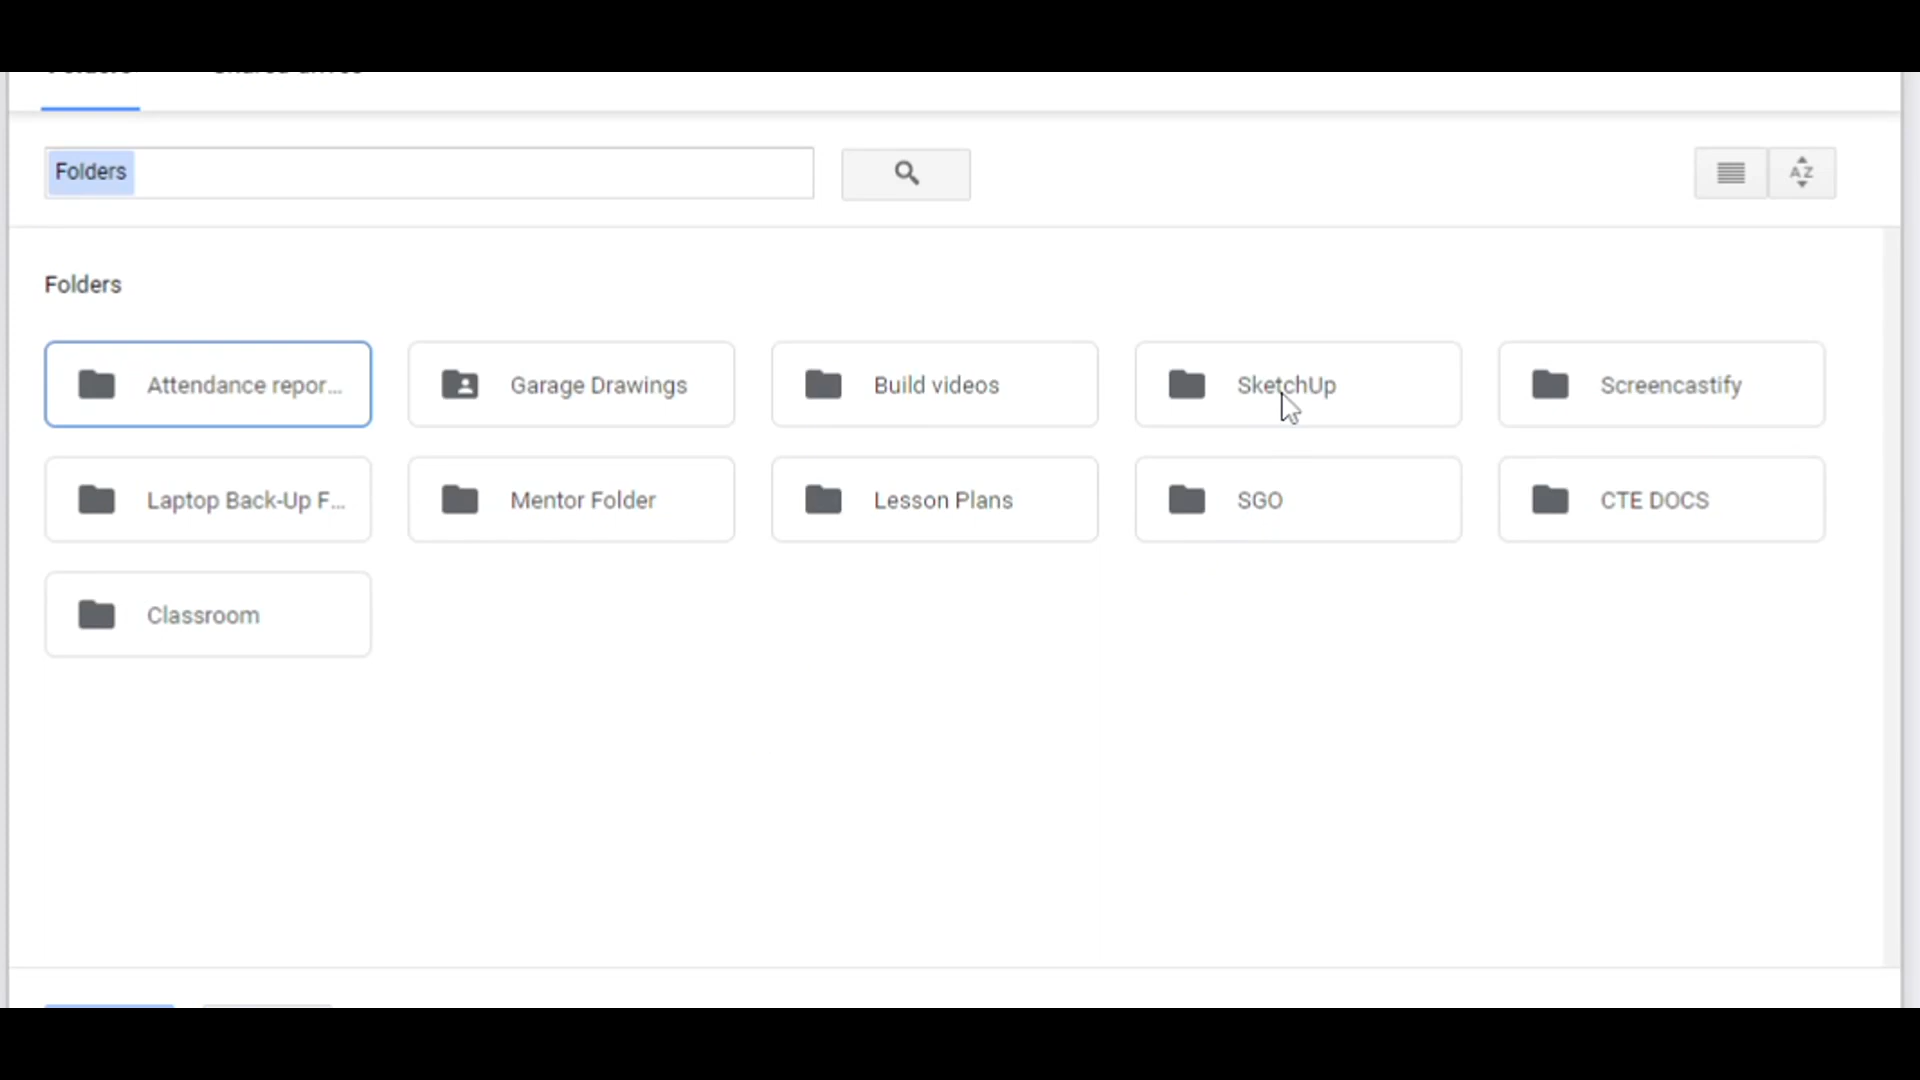 Folders
AZ
Folders
Attendance repor...
Garage Drawings
Build videos
SketchUp
Screencastify
Laptop Back-Up F...
Mentor Folder
Lesson Plans
SGO
CTE DOCS
Classroom